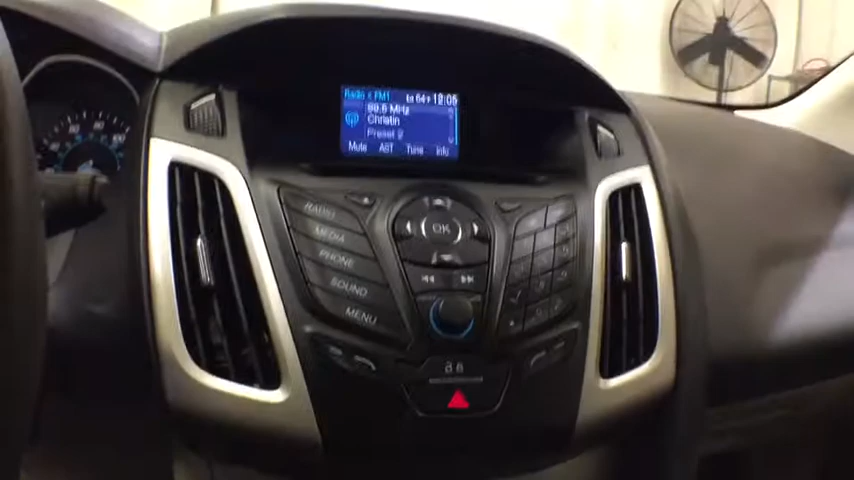 Radio < FM1
64°F 12:05
89.5 MHz
Christin
Preset 2
Mute AST Tune Info
RADIO
MEDIA
PHONE
SOUND
MENU
OK